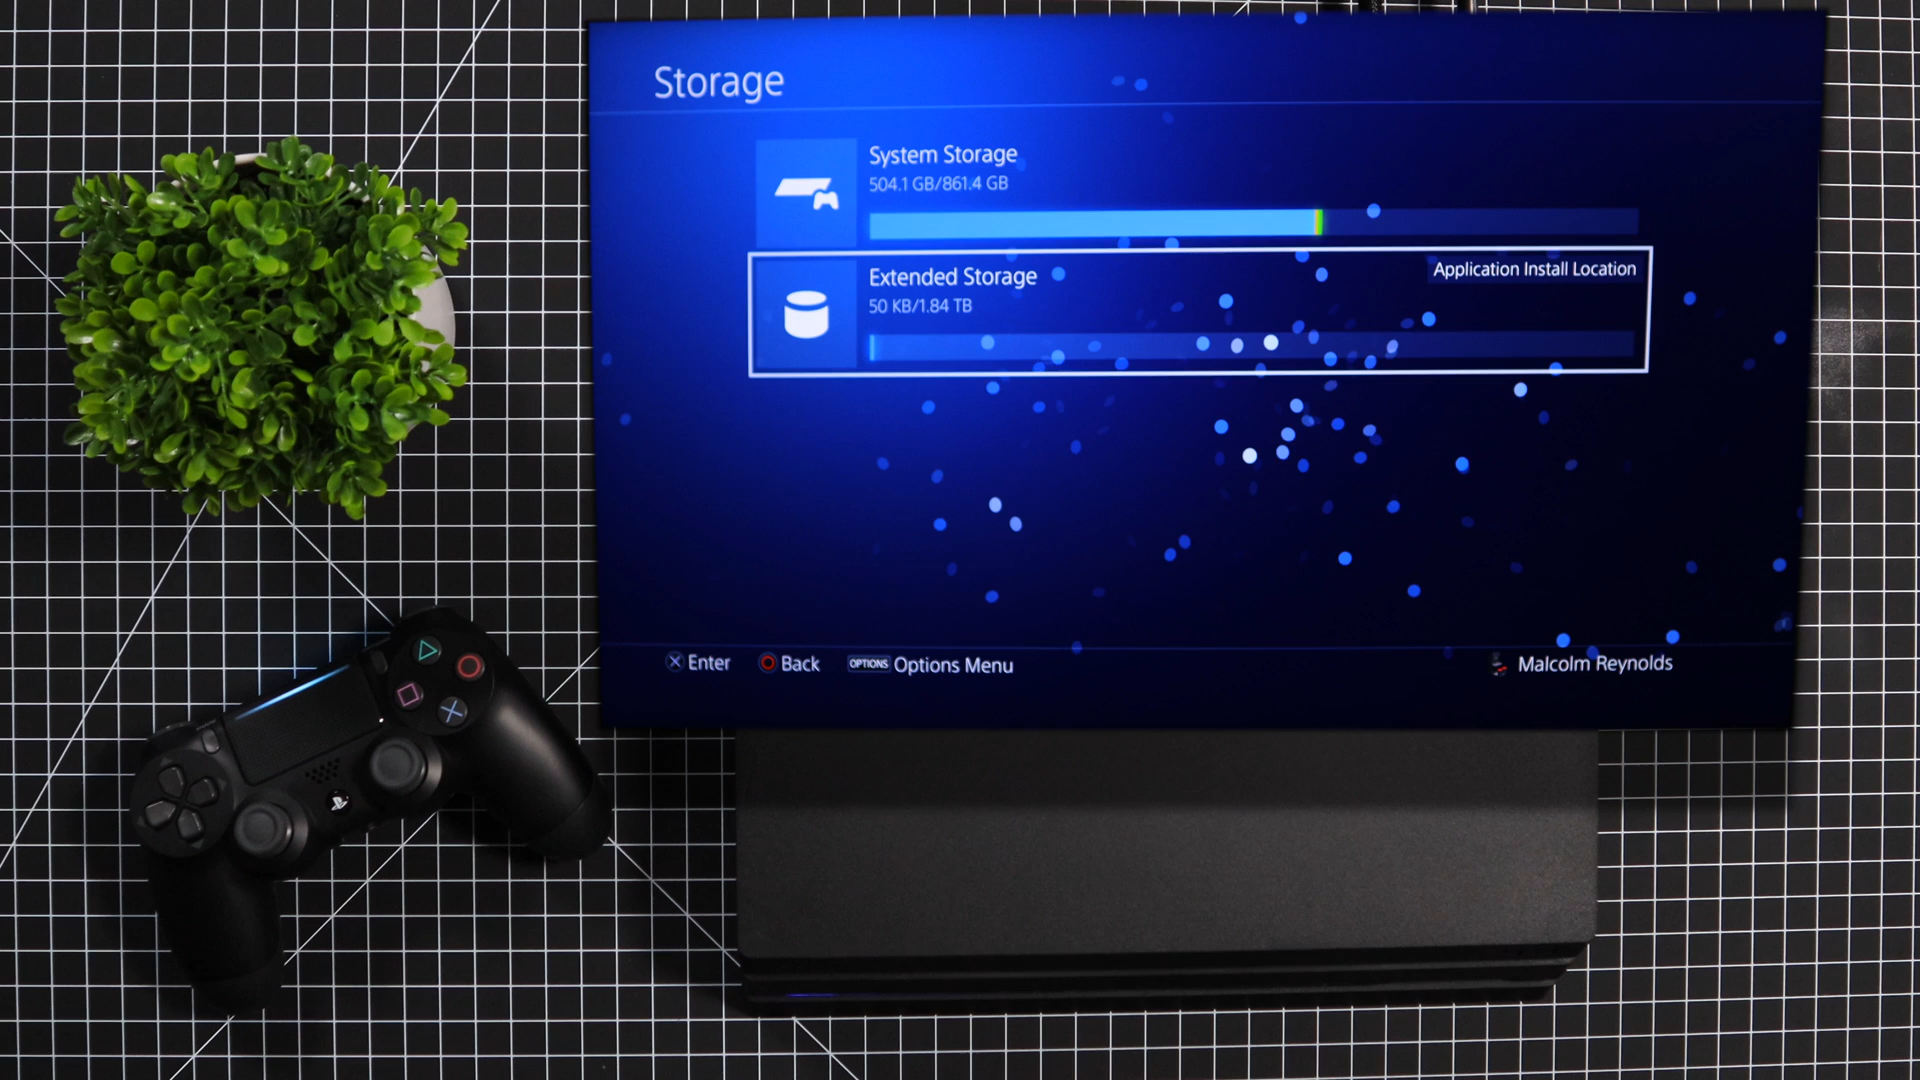 Storage
System Storage
504.1 GB/861.4 GB
Extended Storage
Application Install Location
50 KB/1.84 TB
Enter
Back
OPTIONS Options Menu
Malcolm Reynolds